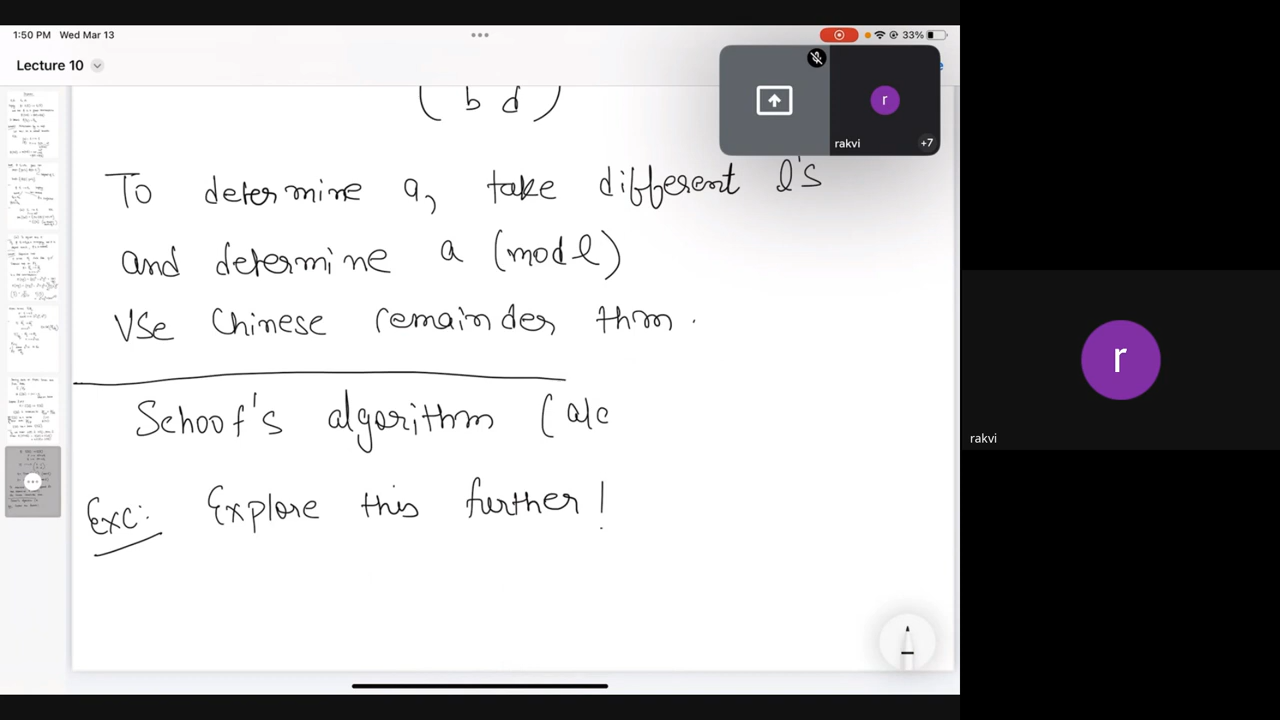 1:50 PM Wed Mar 13
33%
Lecture 10
r
rakvi
+7
( b d )
To determine a, take different l's
and determine a (mod l)
Use Chinese remainder thm.
Schoof's algorithm (alc
Exc: Explore this further!
r
rakvi